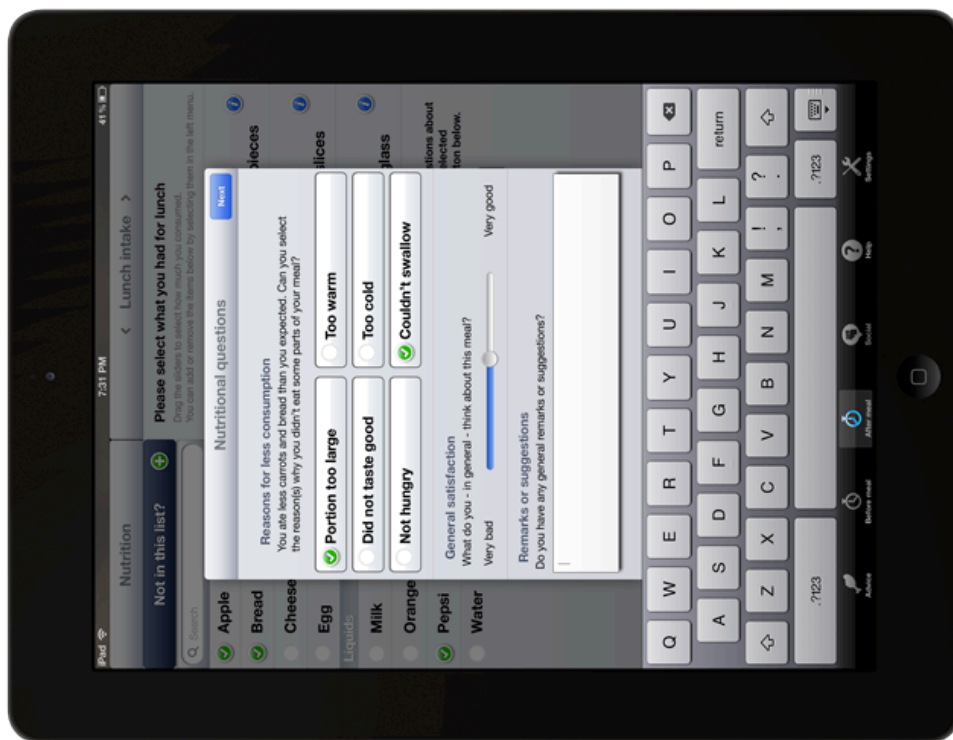 iPad
7:31 PM
41 %
Nutrition
< Lunch intake >
Not in this list?
Please select what you had for lunch
Drag the sliders to select how much you consumed.
You can add or remove the items below by selecting them in the left menu.
Search
Apple
Bread
Cheese
Egg
Liquids
Milk
Orange
Pepsi
Water
pieces
slices
glass
tions about
elected
ton below.
Nutritional questions
Next
Reasons for less consumption
You ate less carrots and bread than you expected. Can you select
the reason(s) why you didn't eat some parts of your meal?
Portion too large
Too warm
Did not taste good
Too cold
Not hungry
Couldn't swallow
General satisfaction
What do you - in general - think about this meal?
Very bad
Very good
Remarks or suggestions
Do you have any general remarks or suggestions?
Q W E R T Y U I O P
A S D F G H J K L return
Z X C V B N M ! , ? .
.?123 .?123
Advice
Before meal
After meal
Social
Help
Settings